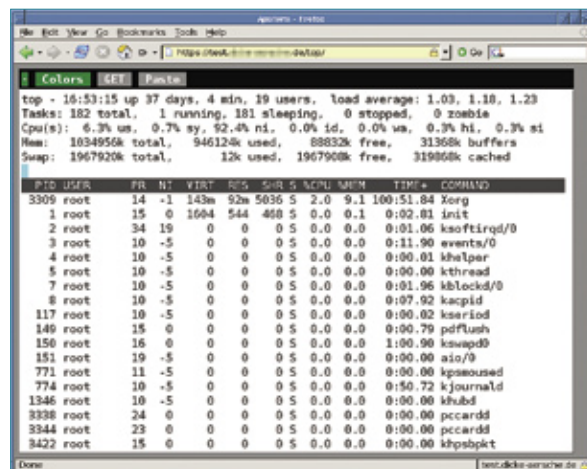 Ajaxterm - Firefox
File Edit View Go Bookmarks Tools Help
https://test. .de/top/ Go
Colors GET Paste
top - 16:53:15 up 37 days, 4 min, 19 users, load average: 1.03, 1.18, 1.23
Tasks: 182 total, 1 running, 181 sleeping, 0 stopped, 0 zombie
Cpu(s): 6.3% us, 0.7% sy, 92.4% ni, 0.0% id, 0.0% wa, 0.3% hi, 0.3% si
Mem: 1034956k total, 946124k used, 88832k free, 31368k buffers
Swap: 1967920k total, 12k used, 1967908k free, 319868k cached
PID USER PR NI VIRT RES SHR S %CPU %MEM TIME+ COMMAND
3309 root 14 -1 143m 92m 5036 S 2.0 9.1 100:51.84 Xorg
1 root 15 0 1604 544 468 S 0.0 0.1 0:02.81 init
2 root 34 19 0 0 0 S 0.0 0.0 0:01.06 ksoftirqd/0
3 root 10 -5 0 0 0 S 0.0 0.0 0:11.90 events/0
4 root 10 -5 0 0 0 S 0.0 0.0 0:00.01 khelper
5 root 10 -5 0 0 0 S 0.0 0.0 0:00.00 kthread
7 root 10 -5 0 0 0 S 0.0 0.0 0:01.96 kblockd/0
8 root 10 -5 0 0 0 S 0.0 0.0 0:07.92 kacpid
117 root 10 -5 0 0 0 S 0.0 0.0 0:00.02 kseriod
149 root 15 0 0 0 0 S 0.0 0.0 0:00.79 pdflush
150 root 16 0 0 0 0 S 0.0 0.0 1:00.90 kswapd0
151 root 19 -5 0 0 0 S 0.0 0.0 0:00.00 aio/0
771 root 11 -5 0 0 0 S 0.0 0.0 0:00.00 kpsmoused
774 root 10 -5 0 0 0 S 0.0 0.0 0:50.72 kjournald
1346 root 10 -5 0 0 0 S 0.0 0.0 0:00.00 khubd
3338 root 24 0 0 0 0 S 0.0 0.0 0:00.00 pccardd
3344 root 23 0 0 0 0 S 0.0 0.0 0:00.00 pccardd
3422 root 15 0 0 0 0 S 0.0 0.0 0:00.00 khpsbpkt
Done